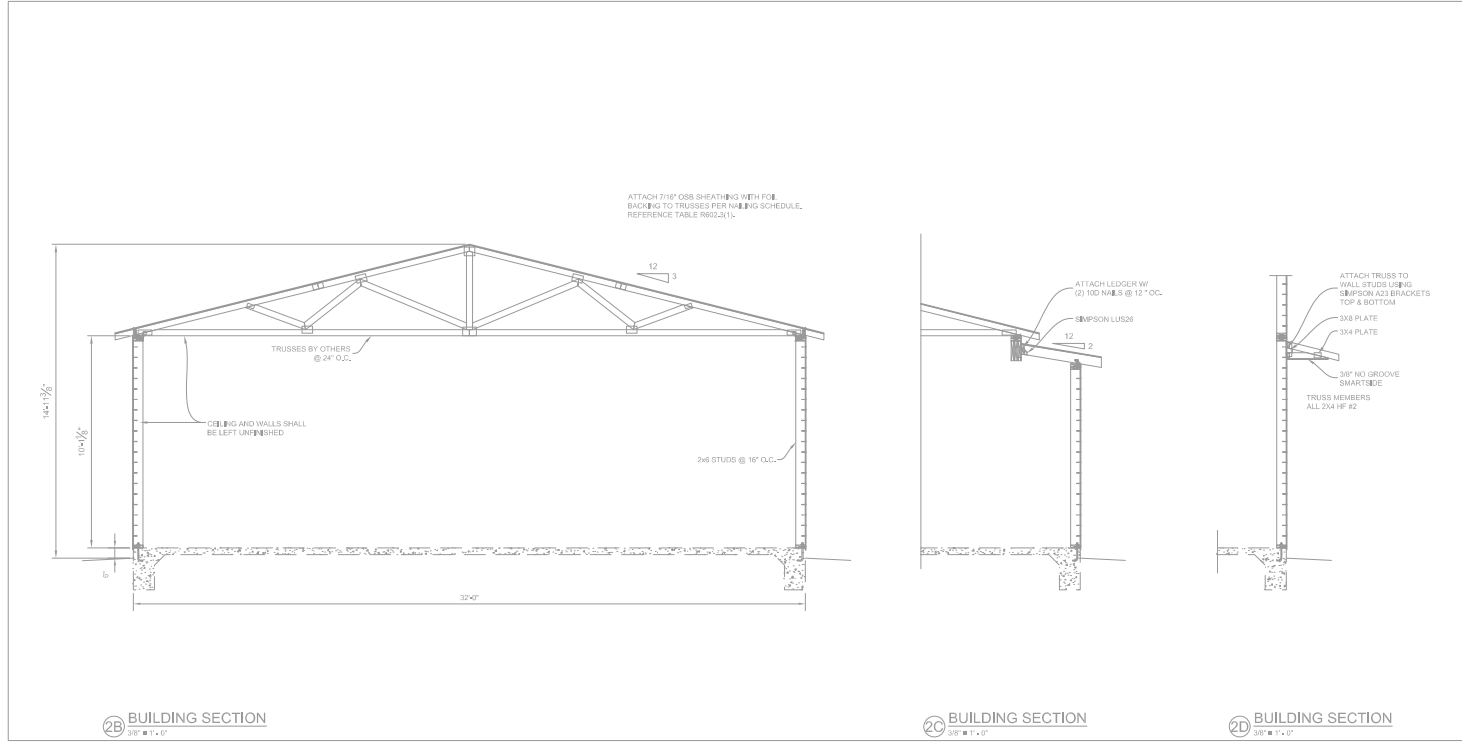 ATTACH 7/16" OSB SHEATHING WITH FOIL
BACKING TO TRUSSES PER NAILING SCHEDULE.
REFERENCE TABLE R602.3(1).
12
3
TRUSSES BY OTHERS
@ 24" O.C.
CEILING AND WALLS SHALL
BE LEFT UNFINISHED
2x6 STUDS @ 16" O.C.
14'-11 3/8"
10'-1 1/8"
6"
32'-0"
2B BUILDING SECTION
3/8" = 1'- 0"
ATTACH LEDGER W/
(2) 10D NAILS @ 12 " OC.
SIMPSON LUS26
12
2
2C BUILDING SECTION
3/8" = 1'- 0"
ATTACH TRUSS TO
WALL STUDS USING
SIMPSON A23 BRACKETS
TOP & BOTTOM
3X8 PLATE
3X4 PLATE
3/8" NO GROOVE
SMARTSIDE
TRUSS MEMBERS
ALL 2X4 HF #2
2D BUILDING SECTION
3/8" = 1'- 0"